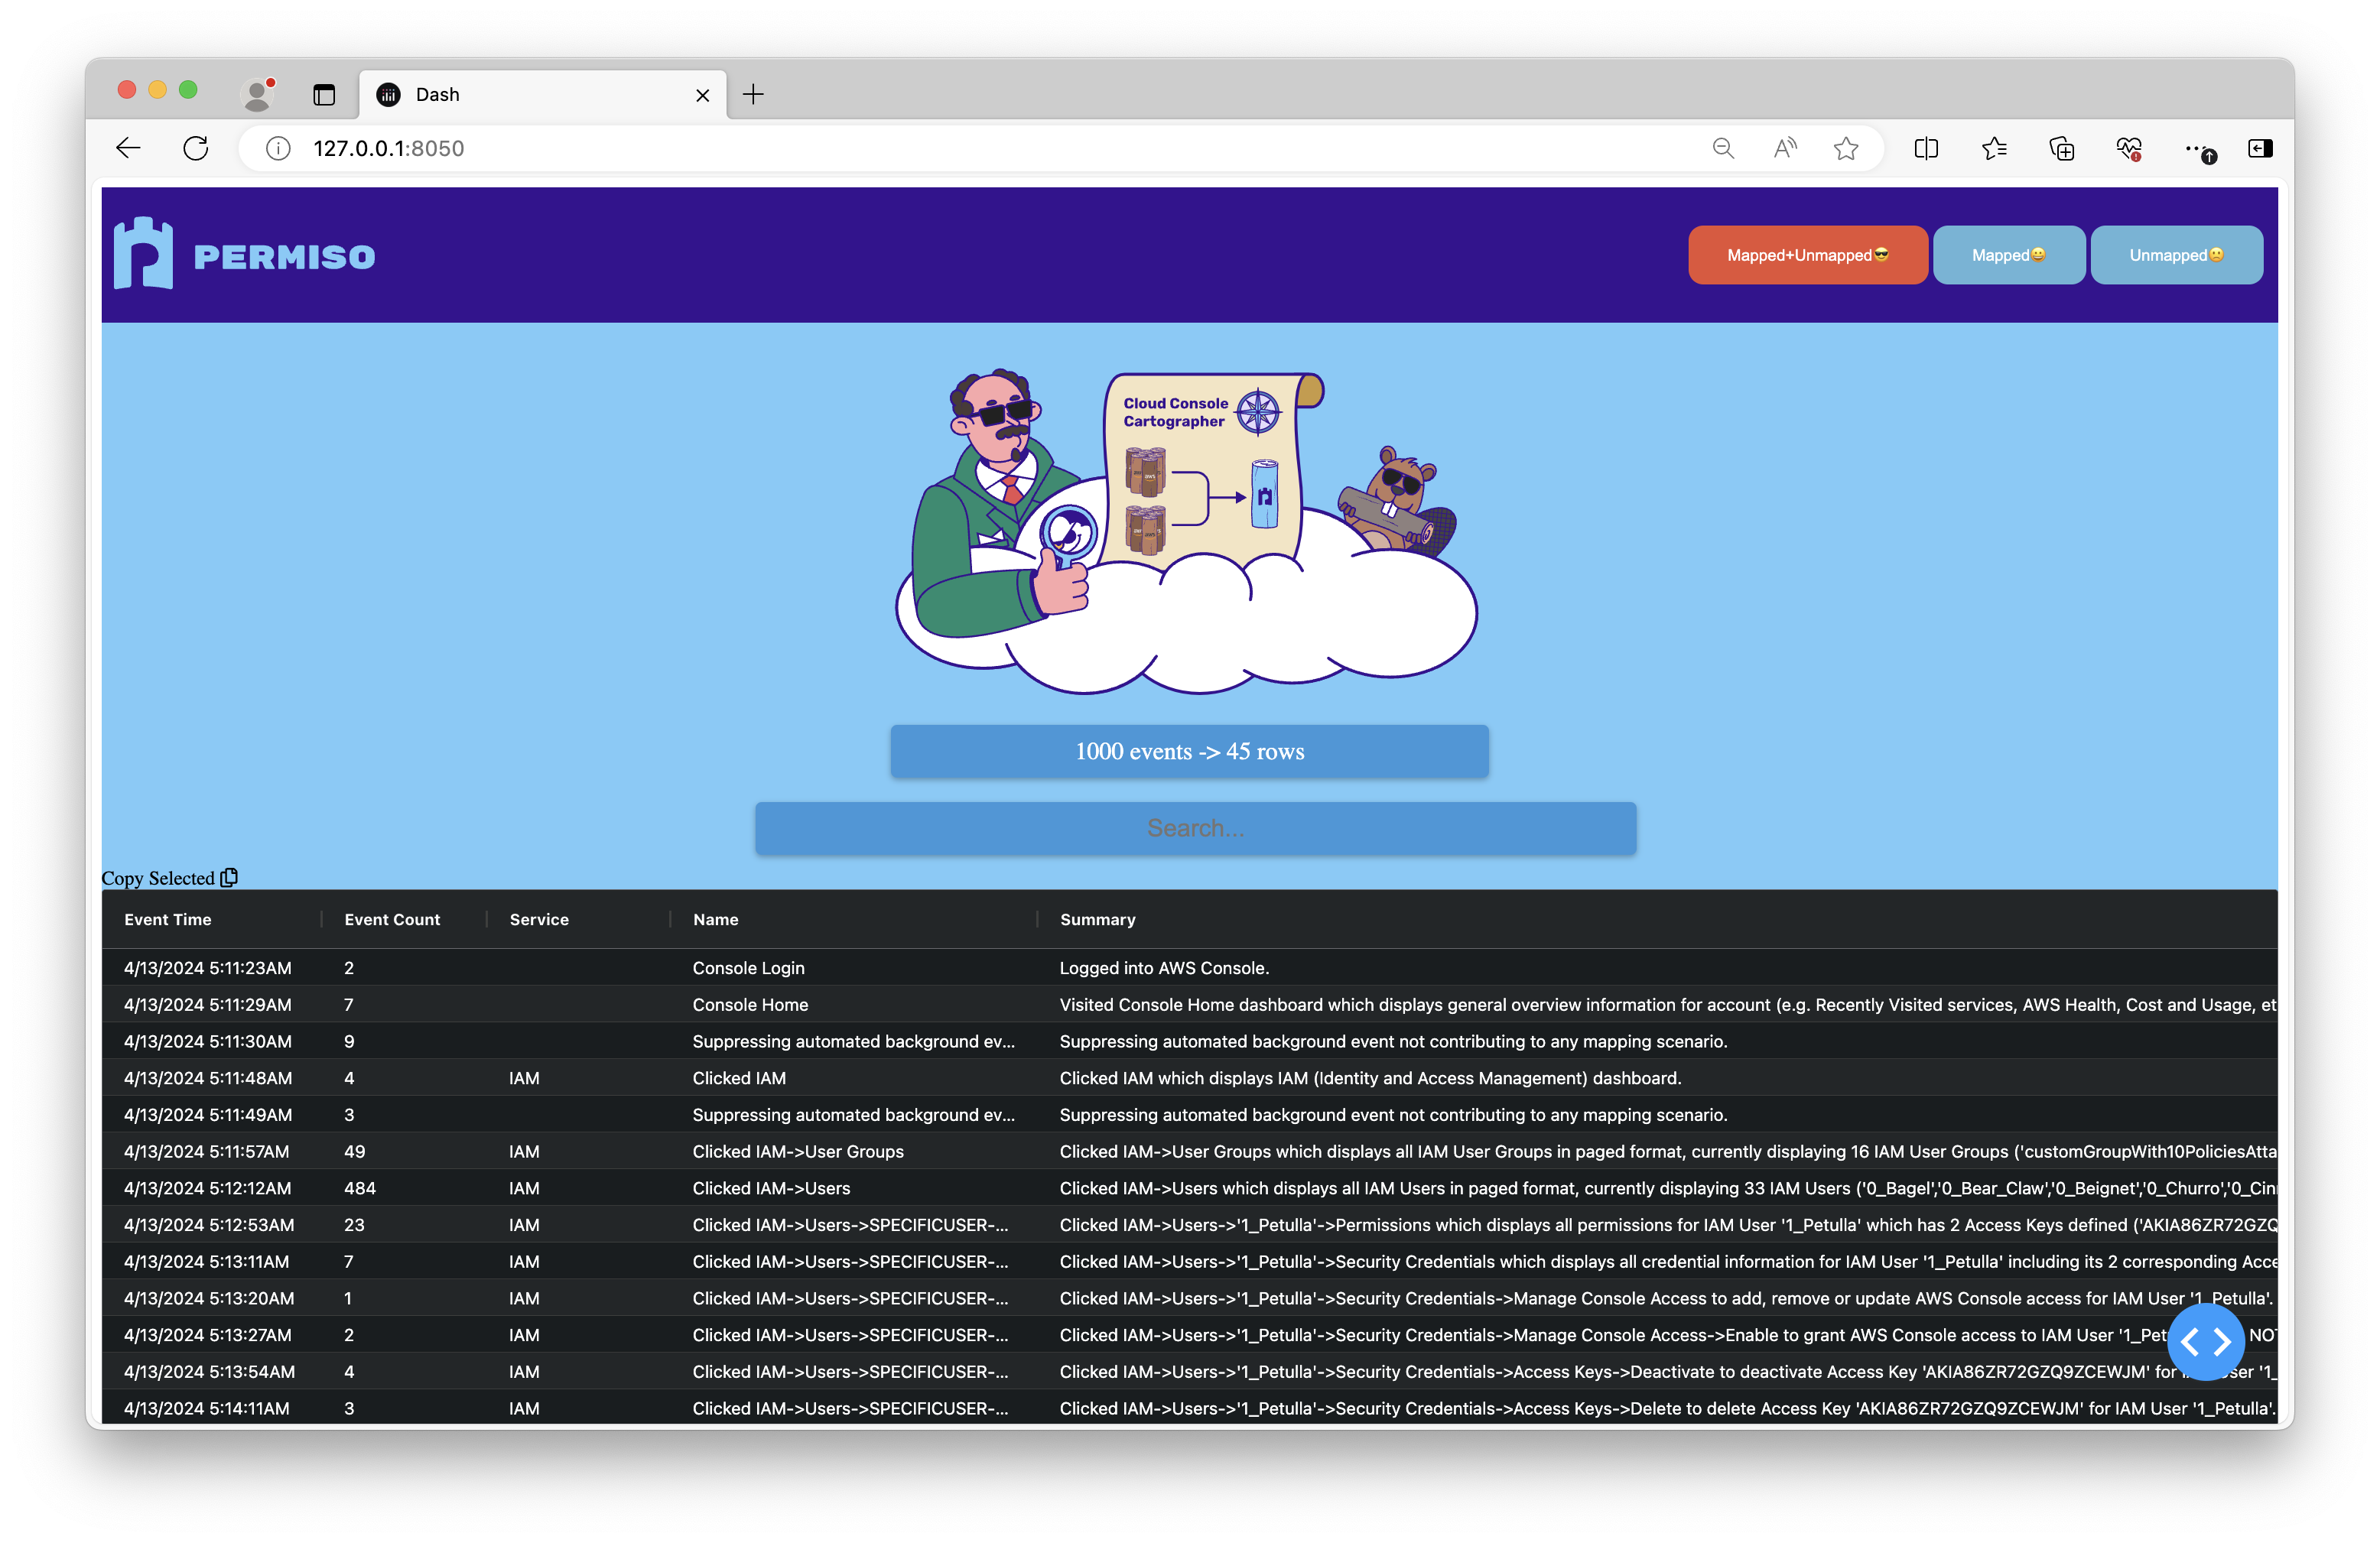 Dash
127.0.0.1:8050
PERMISO
Mapped+Unmapped😎 Mapped😀 Unmapped🙁
Cloud Console
Cartographer
1000 events -> 45 rows
Search...
Copy Selected
Event Time Event Count Service Name Summary
4/13/2024 5:11:23AM 2 Console Login Logged into AWS Console.
4/13/2024 5:11:29AM 7 Console Home Visited Console Home dashboard which displays general overview information for account (e.g. Recently Visited services, AWS Health, Cost and Usage, et
4/13/2024 5:11:30AM 9 Suppressing automated background ev... Suppressing automated background event not contributing to any mapping scenario.
4/13/2024 5:11:48AM 4 IAM Clicked IAM Clicked IAM which displays IAM (Identity and Access Management) dashboard.
4/13/2024 5:11:49AM 3 Suppressing automated background ev... Suppressing automated background event not contributing to any mapping scenario.
4/13/2024 5:11:57AM 49 IAM Clicked IAM->User Groups Clicked IAM->User Groups which displays all IAM User Groups in paged format, currently displaying 16 IAM User Groups ('customGroupWith10PoliciesAtta
4/13/2024 5:12:12AM 484 IAM Clicked IAM->Users Clicked IAM->Users which displays all IAM Users in paged format, currently displaying 33 IAM Users ('0_Bagel','0_Bear_Claw','0_Beignet','0_Churro','0_Cin
4/13/2024 5:12:53AM 23 IAM Clicked IAM->Users->SPECIFICUSER-... Clicked IAM->Users->'1_Petulla'->Permissions which displays all permissions for IAM User '1_Petulla' which has 2 Access Keys defined ('AKIA86ZR72GZQ
4/13/2024 5:13:11AM 7 IAM Clicked IAM->Users->SPECIFICUSER-... Clicked IAM->Users->'1_Petulla'->Security Credentials which displays all credential information for IAM User '1_Petulla' including its 2 corresponding Acce
4/13/2024 5:13:20AM 1 IAM Clicked IAM->Users->SPECIFICUSER-... Clicked IAM->Users->'1_Petulla'->Security Credentials->Manage Console Access to add, remove or update AWS Console access for IAM User '1_Petulla'.
4/13/2024 5:13:27AM 2 IAM Clicked IAM->Users->SPECIFICUSER-... Clicked IAM->Users->'1_Petulla'->Security Credentials->Manage Console Access->Enable to grant AWS Console access to IAM User '1_Pet NOT
4/13/2024 5:13:54AM 4 IAM Clicked IAM->Users->SPECIFICUSER-... Clicked IAM->Users->'1_Petulla'->Security Credentials->Access Keys->Deactivate to deactivate Access Key 'AKIA86ZR72GZQ9ZCEWJM' for ser '1_
4/13/2024 5:14:11AM 3 IAM Clicked IAM->Users->SPECIFICUSER-... Clicked IAM->Users->'1_Petulla'->Security Credentials->Access Keys->Delete to delete Access Key 'AKIA86ZR72GZQ9ZCEWJM' for IAM User '1_Petulla'.